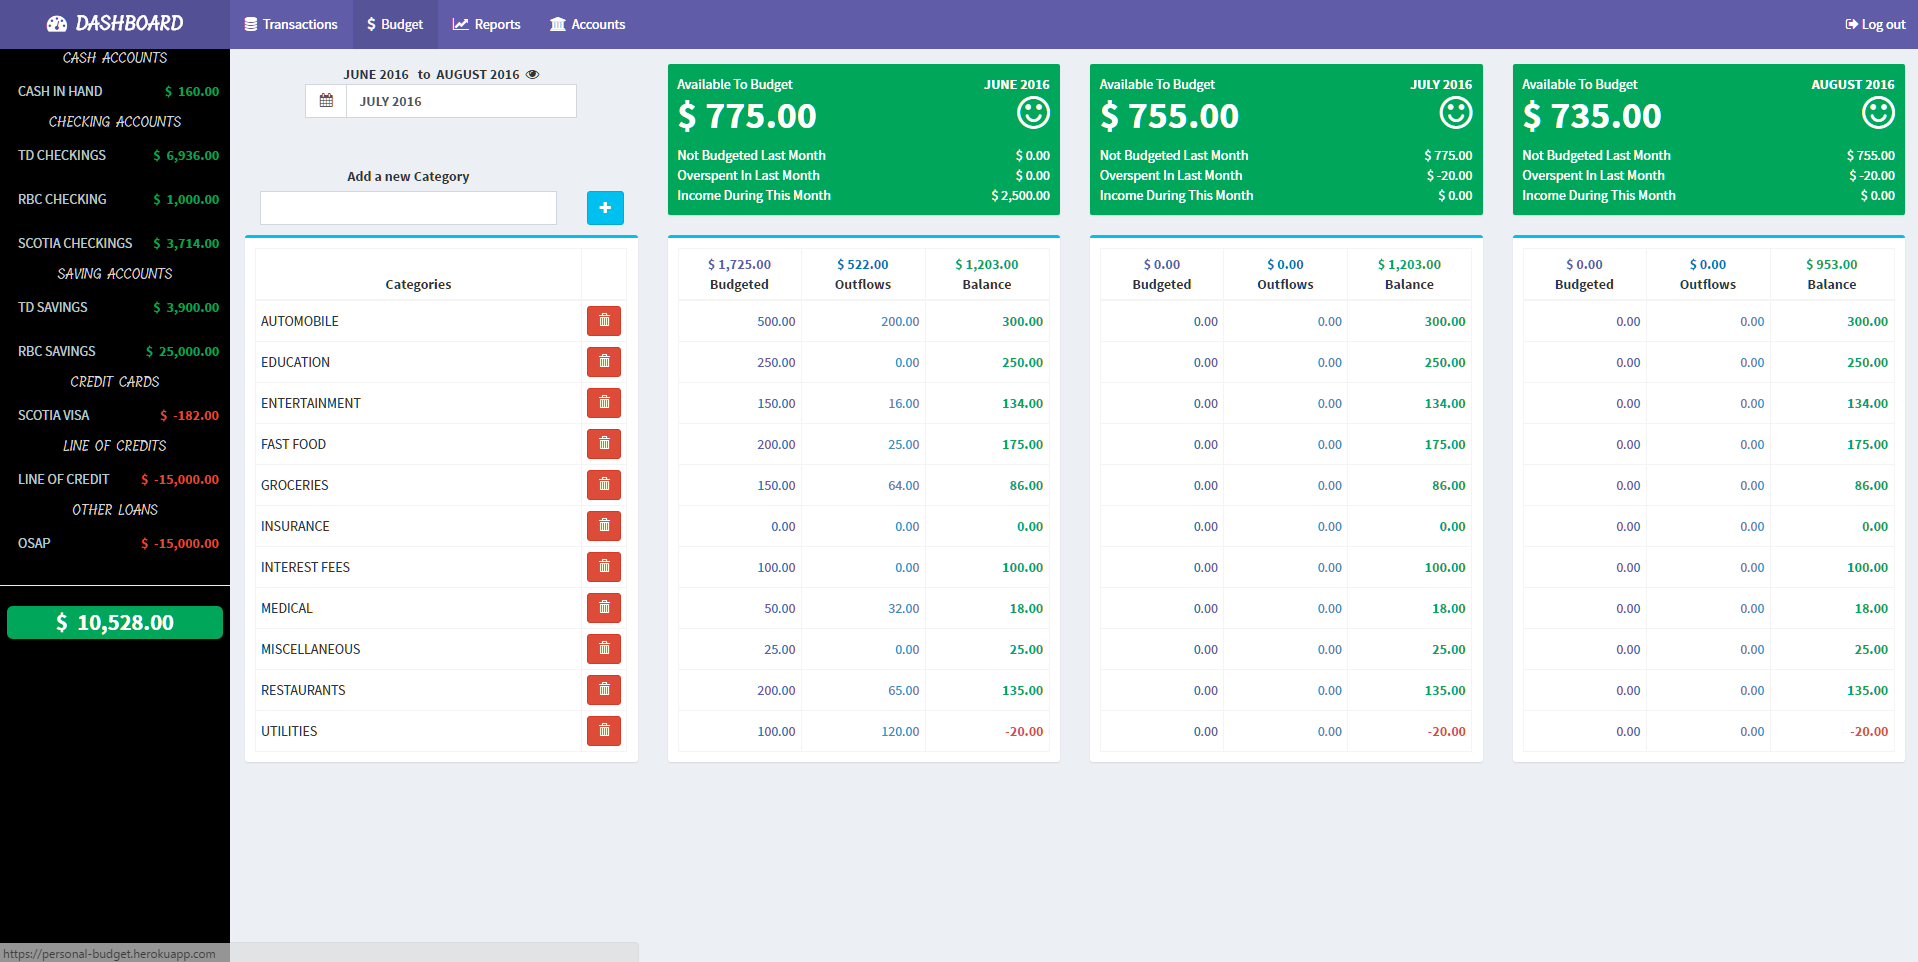 DASHBOARD
Transactions
Budget
Reports
Accounts
Log out
CASH ACCOUNTS
CASH IN HAND $ 160.00
CHECKING ACCOUNTS
TD CHECKINGS $ 6,936.00
RBC CHECKING $ 1,000.00
SCOTIA CHECKINGS $ 3,714.00
SAVING ACCOUNTS
TD SAVINGS $ 3,900.00
RBC SAVINGS $ 25,000.00
CREDIT CARDS
SCOTIA VISA $ -182.00
LINE OF CREDITS
LINE OF CREDIT $ -15,000.00
OTHER LOANS
OSAP $ -15,000.00
$ 10,528.00
JUNE 2016 to AUGUST 2016
JULY 2016
Add a new Category
+
Available To Budget JUNE 2016
$ 775.00
Not Budgeted Last Month $ 0.00
Overspent In Last Month $ 0.00
Income During This Month $ 2,500.00
Available To Budget JULY 2016
$ 755.00
Not Budgeted Last Month $ 775.00
Overspent In Last Month $ -20.00
Income During This Month $ 0.00
Available To Budget AUGUST 2016
$ 735.00
Not Budgeted Last Month $ 755.00
Overspent In Last Month $ -20.00
Income During This Month $ 0.00
$ 1,725.00 $ 522.00 $ 1,203.00 $ 0.00 $ 0.00 $ 1,203.00 $ 0.00 $ 0.00 $ 953.00
Categories Budgeted Outflows Balance Budgeted Outflows Balance Budgeted Outflows Balance
AUTOMOBILE 500.00 200.00 300.00 0.00 0.00 300.00 0.00 0.00 300.00
EDUCATION 250.00 0.00 250.00 0.00 0.00 250.00 0.00 0.00 250.00
ENTERTAINMENT 150.00 16.00 134.00 0.00 0.00 134.00 0.00 0.00 134.00
FAST FOOD 200.00 25.00 175.00 0.00 0.00 175.00 0.00 0.00 175.00
GROCERIES 150.00 64.00 86.00 0.00 0.00 86.00 0.00 0.00 86.00
INSURANCE 0.00 0.00 0.00 0.00 0.00 0.00 0.00 0.00 0.00
INTEREST FEES 100.00 0.00 100.00 0.00 0.00 100.00 0.00 0.00 100.00
MEDICAL 50.00 32.00 18.00 0.00 0.00 18.00 0.00 0.00 18.00
MISCELLANEOUS 25.00 0.00 25.00 0.00 0.00 25.00 0.00 0.00 25.00
RESTAURANTS 200.00 65.00 135.00 0.00 0.00 135.00 0.00 0.00 135.00
UTILITIES 100.00 120.00 -20.00 0.00 0.00 -20.00 0.00 0.00 -20.00
https://personal-budget.herokuapp.com